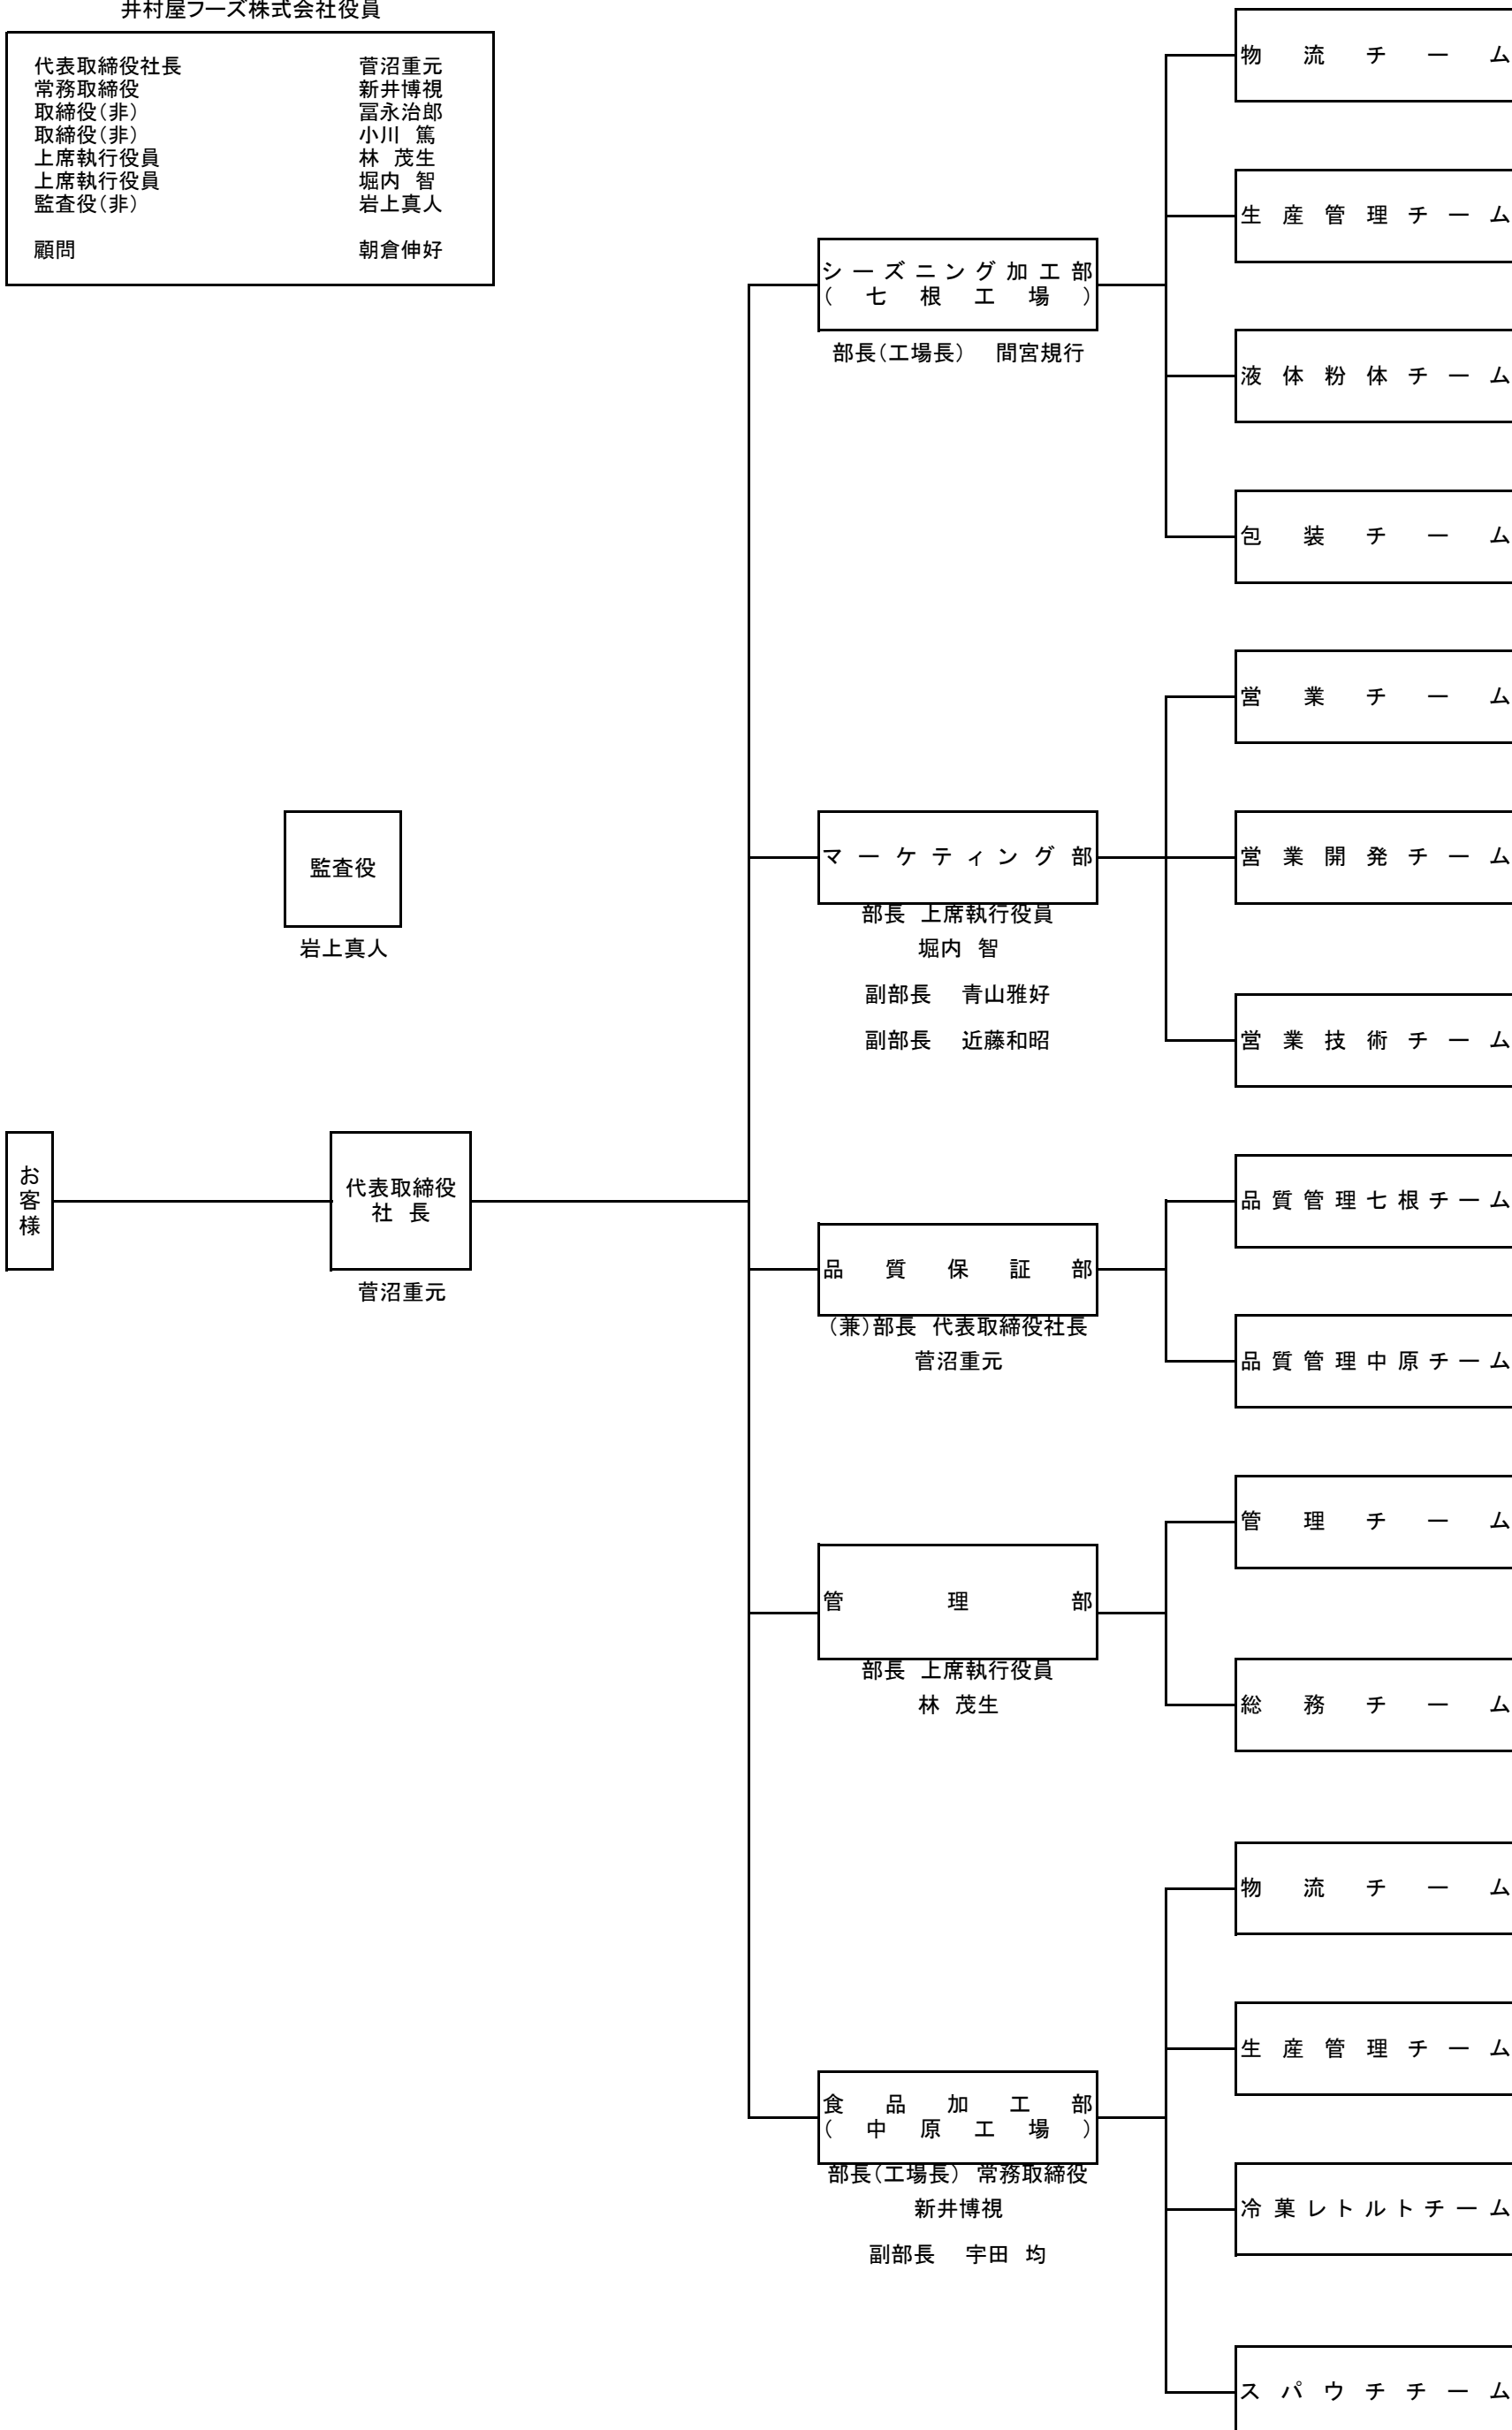 井村屋フーズ株式会社役員
代表取締役社長 菅沼重元
常務取締役 新井博視
取締役(非) 冨永治郎
取締役(非) 小川 篤
上席執行役員 林 茂生
上席執行役員 堀内 智
監査役(非) 岩上真人
顧問 朝倉伸好
お客様
監査役
岩上真人
代表取締役
社 長
菅沼重元
シーズニング加工部
(七根工場)
部長(工場長) 間宮規行
物流チーム
生産管理チーム
液体粉体チーム
包装チーム
マーケティング部
部長 上席執行役員
堀内 智
副部長 青山雅好
副部長 近藤和昭
営業チーム
営業開発チーム
営業技術チーム
品質保証部
(兼)部長 代表取締役社長
菅沼重元
品質管理七根チーム
品質管理中原チーム
管理部
部長 上席執行役員
林 茂生
管理チーム
総務チーム
食品加工部
(中原工場)
部長(工場長) 常務取締役
新井博視
副部長 宇田 均
物流チーム
生産管理チーム
冷菓レトルトチーム
スパウチチーム